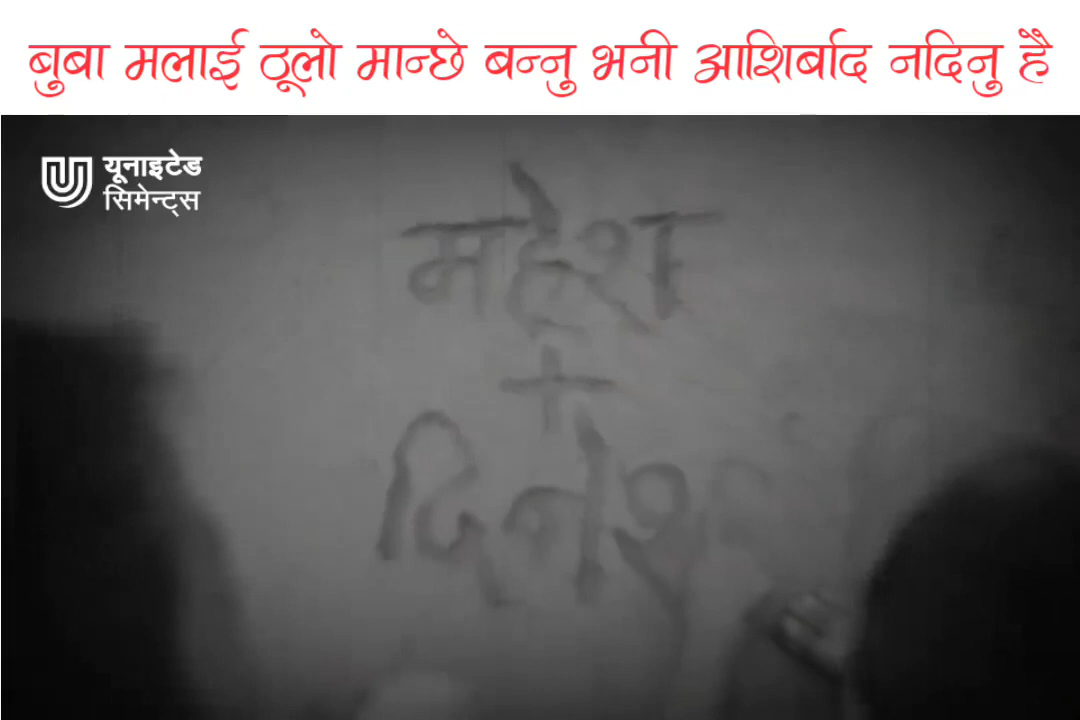 बुबा मलाई ठूलो मान्छे बन्नु भनी आशिर्बाद नदिनु है
यूनाइटेड
सिमेन्ट्स
महेश
+
दिनेश